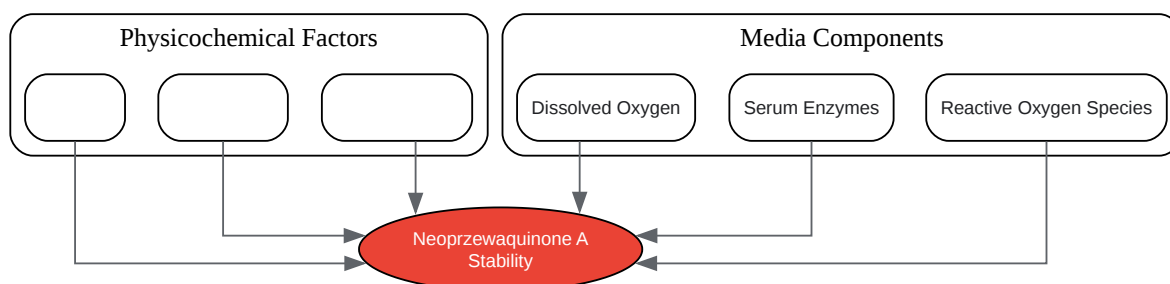 Physicochemical Factors
Media Components
Dissolved Oxygen
Serum Enzymes
Reactive Oxygen Species
Neoprzewaquinone A
Stability